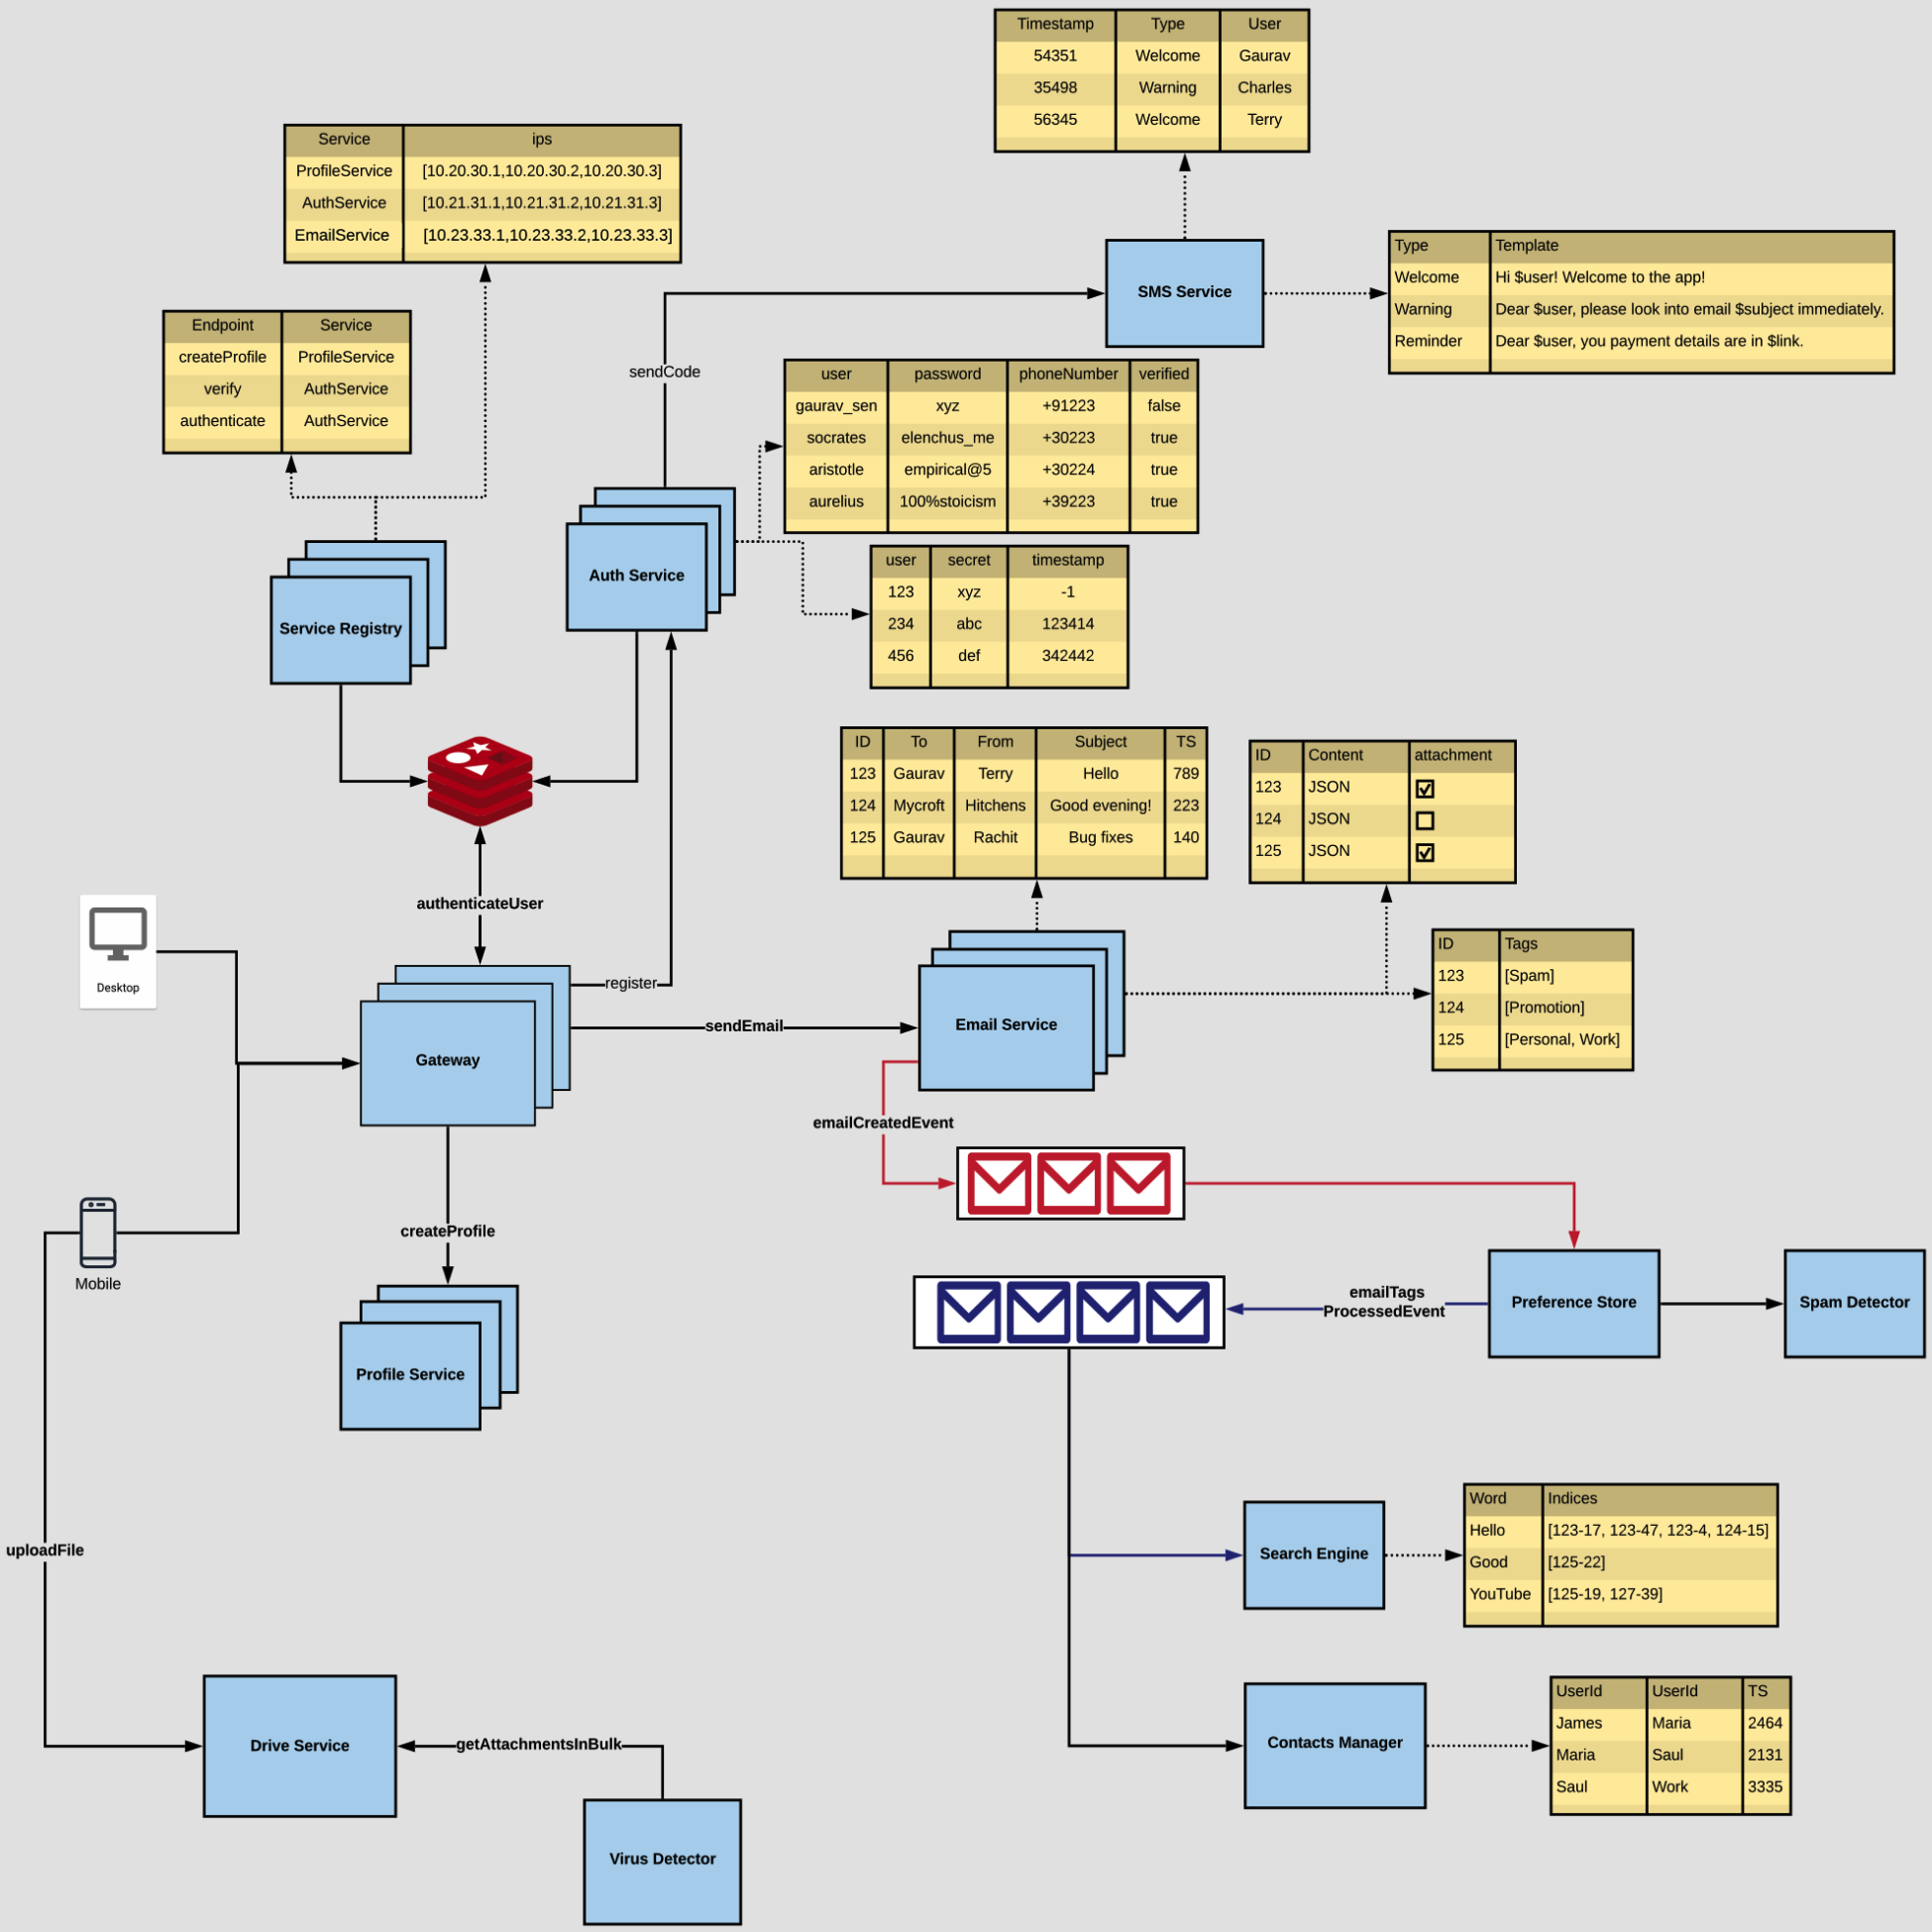 Timestamp Type User
54351 Welcome Gaurav
35498 Warning Charles
56345 Welcome Terry
Service ips
ProfileService [10.20.30.1,10.20.30.2,10.20.30.3]
AuthService [10.21.31.1,10.21.31.2,10.21.31.3]
EmailService [10.23.33.1,10.23.33.2,10.23.33.3]
Type Template
Welcome Hi $user! Welcome to the app!
Warning Dear $user, please look into email $subject immediately.
Reminder Dear $user, you payment details are in $link.
SMS Service
Endpoint Service
createProfile ProfileService
verify AuthService
authenticate AuthService
sendCode
user password phoneNumber verified
gaurav_sen xyz +91223 false
socrates elenchus_me +30223 true
aristotle empirical@5 +30224 true
aurelius 100%stoicism +39223 true
Auth Service
user secret timestamp
123 xyz -1
234 abc 123414
456 def 342442
Service Registry
ID To From Subject TS
123 Gaurav Terry Hello 789
124 Mycroft Hitchens Good evening! 223
125 Gaurav Rachit Bug fixes 140
ID Content attachment
123 JSON
124 JSON
125 JSON
authenticateUser
Desktop
register
ID Tags
123 [Spam]
124 [Promotion]
125 [Personal, Work]
sendEmail
Email Service
Gateway
emailCreatedEvent
createProfile
Mobile
emailTags
ProcessedEvent
Preference Store
Spam Detector
Profile Service
uploadFile
Search Engine
Word Indices
Hello [123-17, 123-47, 123-4, 124-15]
Good [125-22]
YouTube [125-19, 127-39]
Drive Service
getAttachmentsInBulk
Contacts Manager
UserId UserId TS
James Maria 2464
Maria Saul 2131
Saul Work 3335
Virus Detector